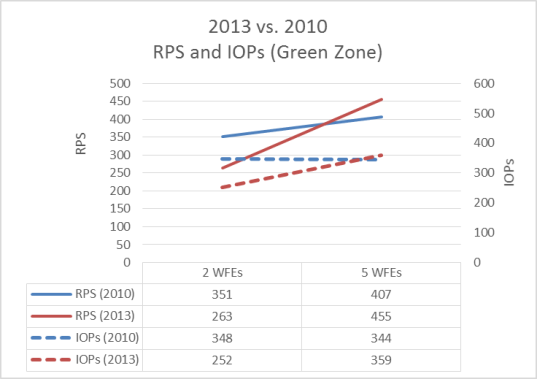 2013 vs. 2010
RPS and IOPs (Green Zone)
500
450
400
350
300
250
200
150
100
50
0
RPS
600
500
400
300
200
100
0
IOPs
2 WFEs 5 WFEs
RPS (2010) 351 407
RPS (2013) 263 455
IOPs (2010) 348 344
IOPs (2013) 252 359